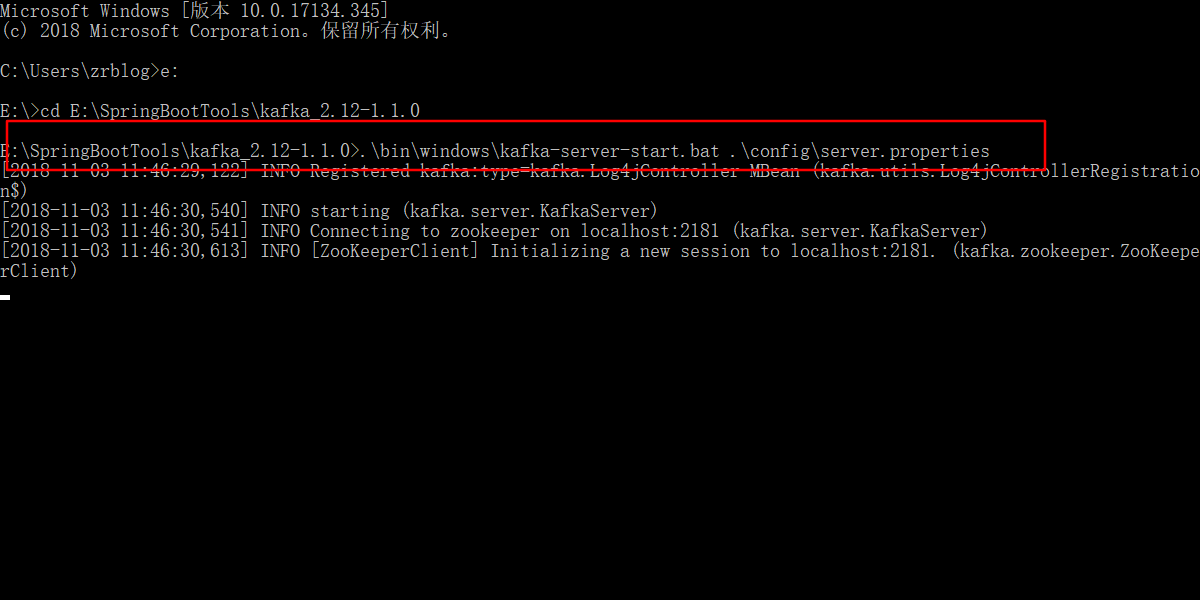 Microsoft Windows [版本 10.0.17134.345]
(c) 2018 Microsoft Corporation。保留所有权利。
C:\Users\zrblog>e:
E:\>cd E:\SpringBootTools\kafka_2.12-1.1.0
E:\SpringBootTools\kafka_2.12-1.1.0>.\bin\windows\kafka-server-start.bat .\config\server.properties
[2018-11-03 11:46:29,122] INFO Registered kafka:type=kafka.Log4jController MBean (kafka.utils.Log4jControllerRegistratio
n$)
[2018-11-03 11:46:30,540] INFO starting (kafka.server.KafkaServer)
[2018-11-03 11:46:30,541] INFO Connecting to zookeeper on localhost:2181 (kafka.server.KafkaServer)
[2018-11-03 11:46:30,613] INFO [ZooKeeperClient] Initializing a new session to localhost:2181. (kafka.zookeeper.ZooKeepe
rClient)